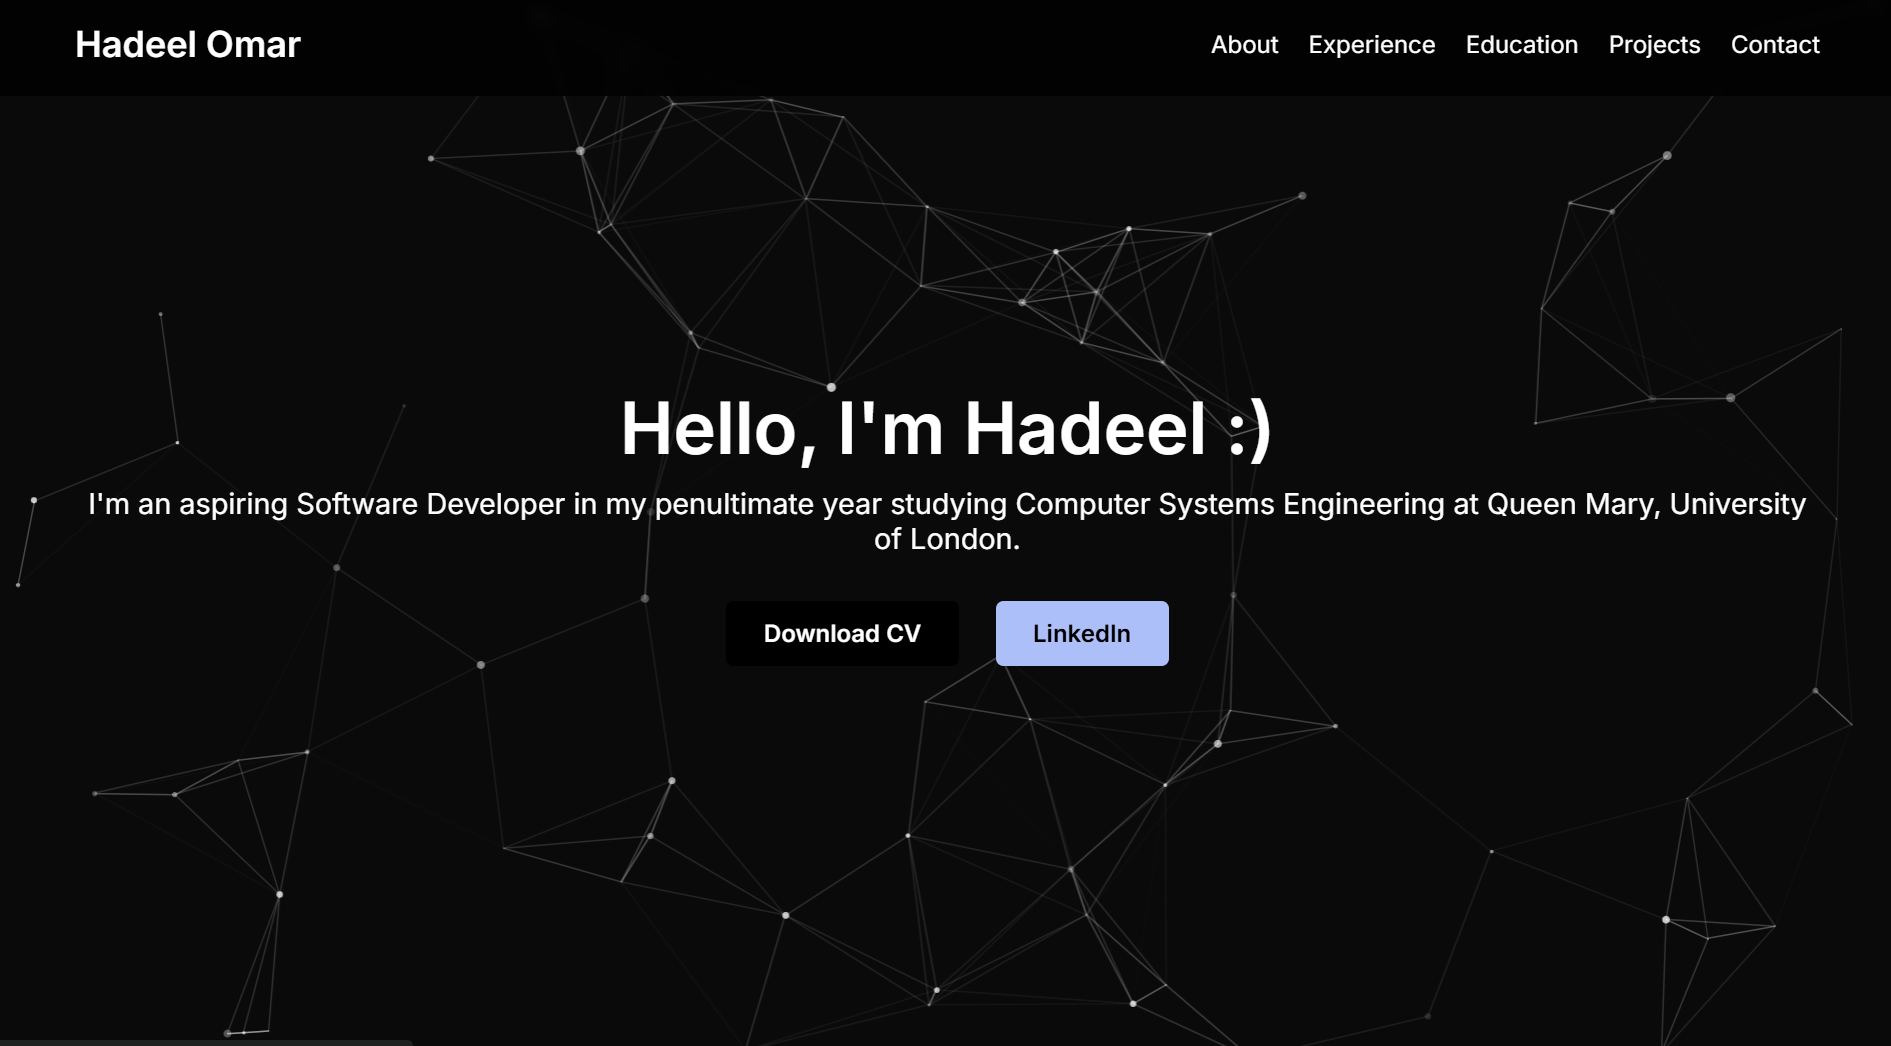 Hadeel Omar
About Experience Education Projects Contact
Hello, I'm Hadeel :)
I'm an aspiring Software Developer in my penultimate year studying Computer Systems Engineering at Queen Mary, University
of London.
Download CV
LinkedIn